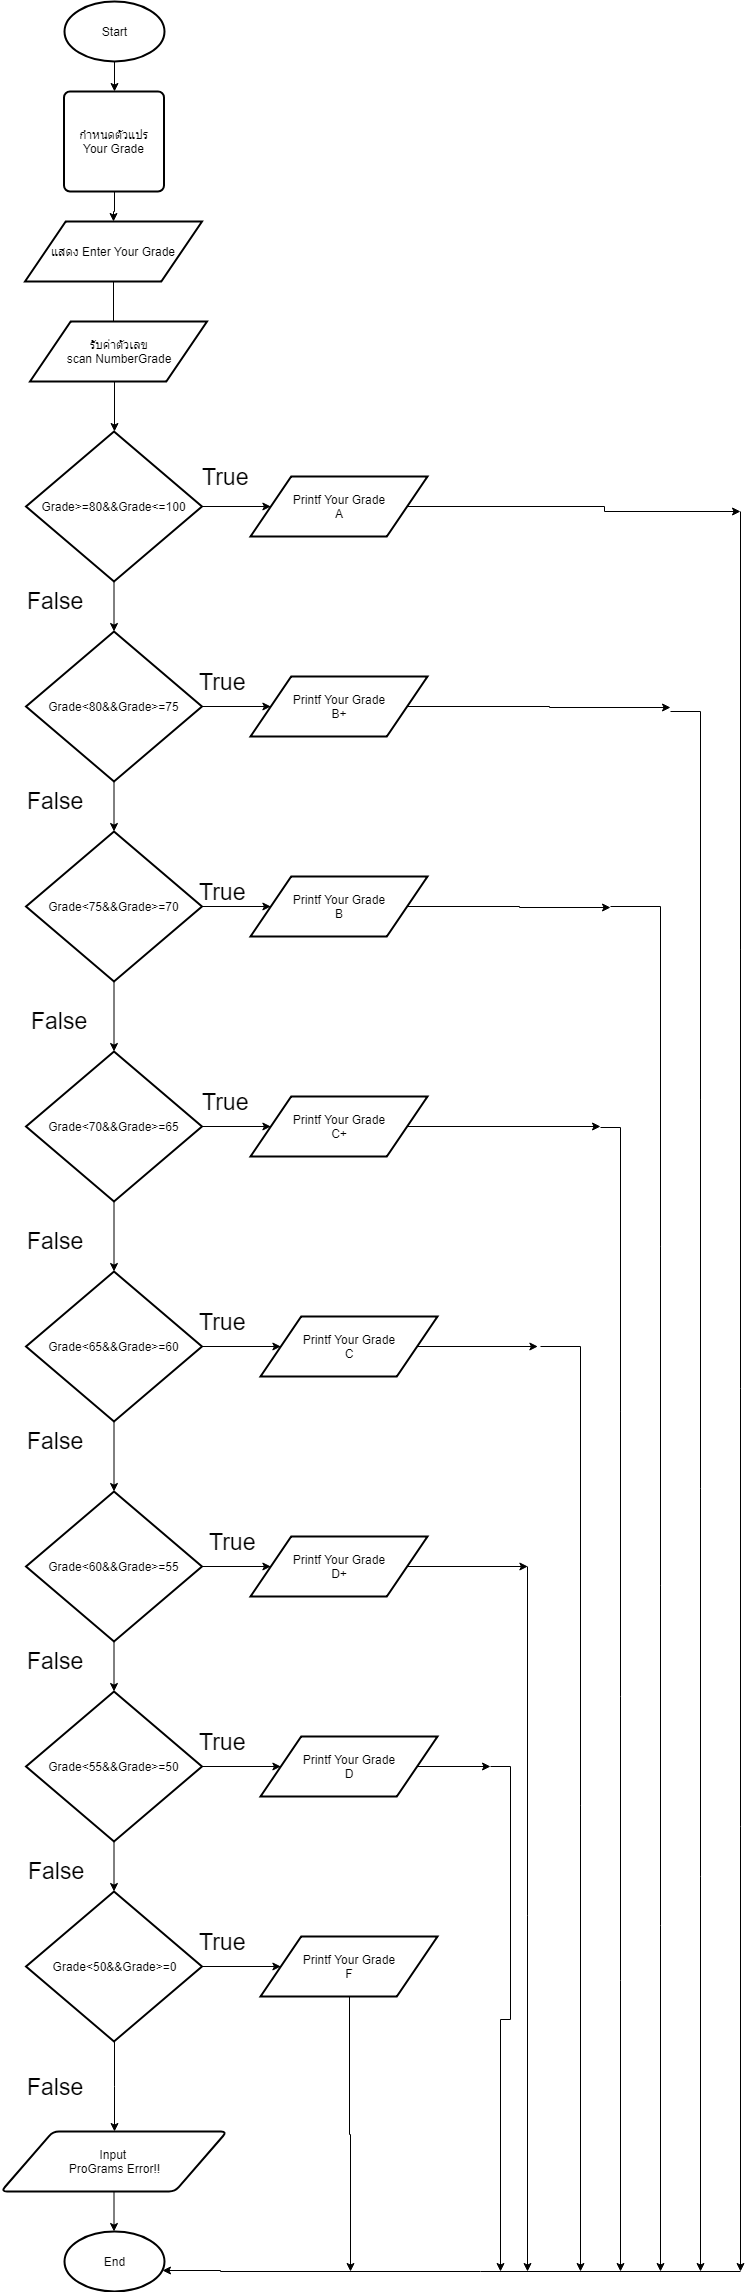 Start
กำหนดตัวแปร
Your Grade
แสดง Enter Your Grade
รับค่าตัวเลข
scan NumberGrade
Grade>=80&&Grade<=100
True
Printf Your Grade
A
False
Grade<80&&Grade>=75
True
Printf Your Grade
B+
False
Grade<75&&Grade>=70
True
Printf Your Grade
B
False
Grade<70&&Grade>=65
True
Printf Your Grade
C+
False
Grade<65&&Grade>=60
True
Printf Your Grade
C
False
Grade<60&&Grade>=55
True
Printf Your Grade
D+
False
Grade<55&&Grade>=50
True
Printf Your Grade
D
False
Grade<50&&Grade>=0
True
Printf Your Grade
F
False
Input
ProGrams Error!!
End